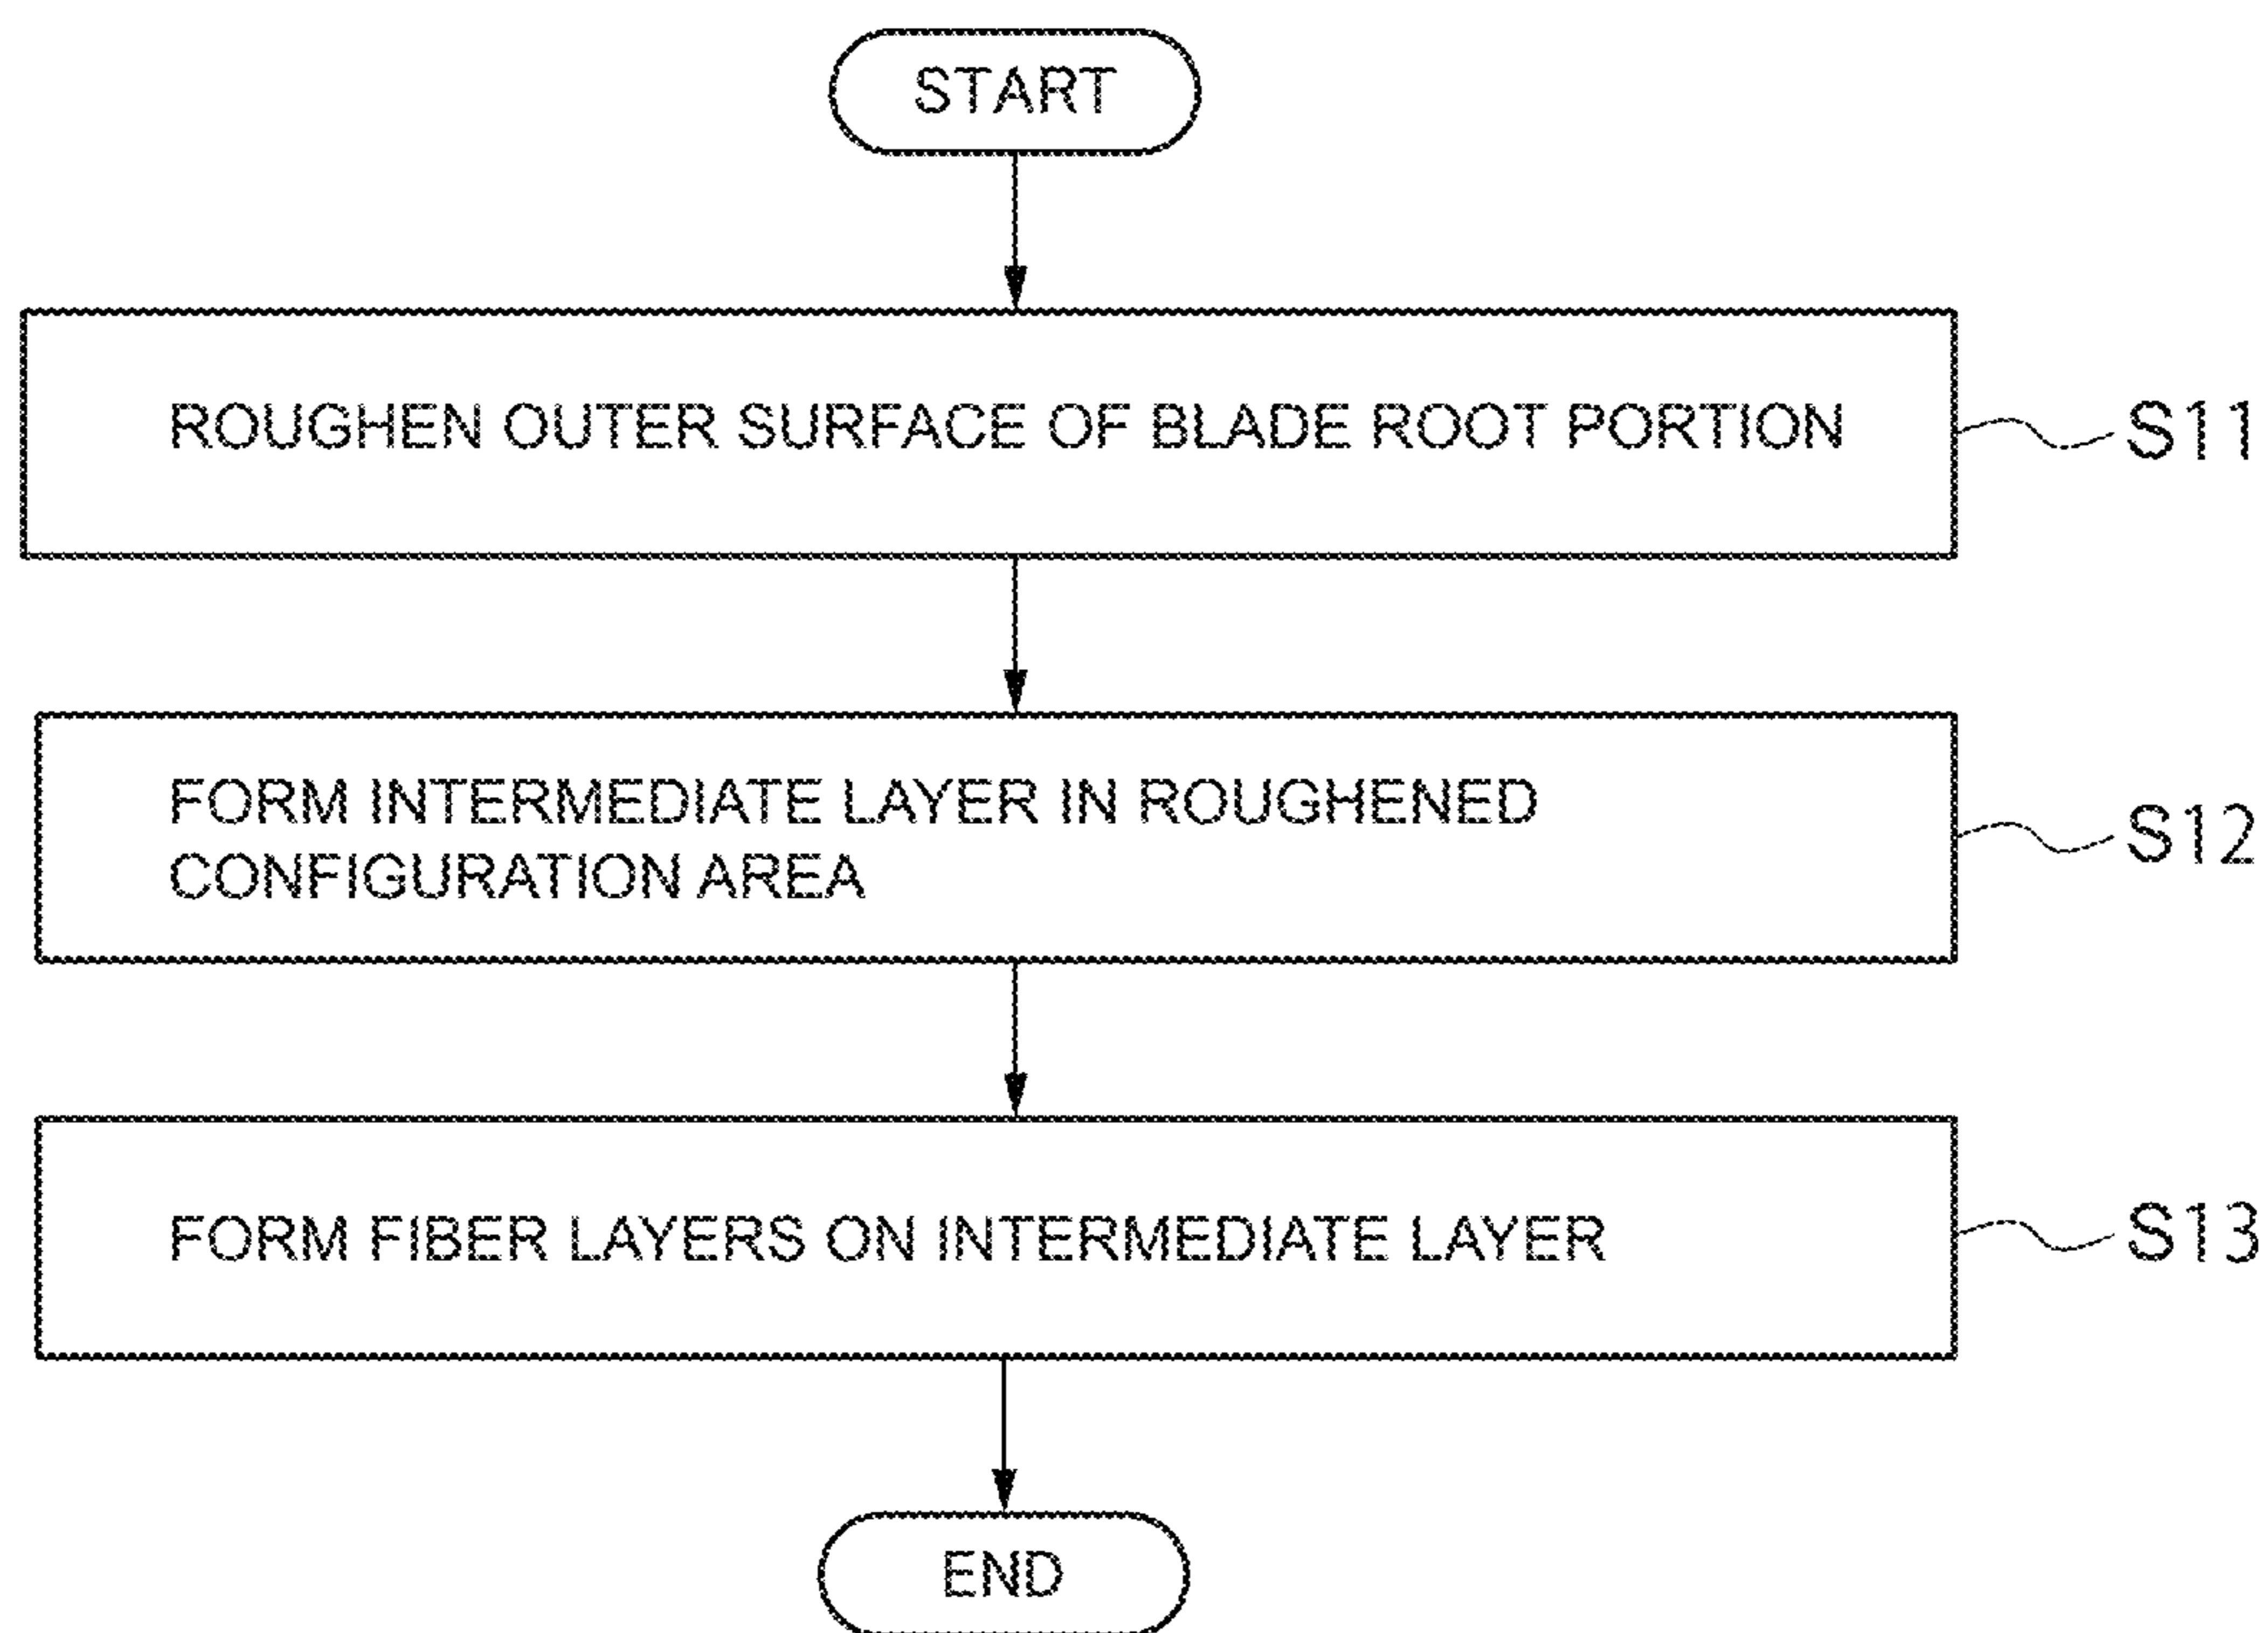 START
ROUGHEN OUTER SURFACE OF BLADE ROOT PORTION
S11
FORM INTERMEDIATE LAYER IN ROUGHENED
CONFIGURATION AREA
S12
FORM FIBER LAYERS ON INTERMEDIATE LAYER
S13
END